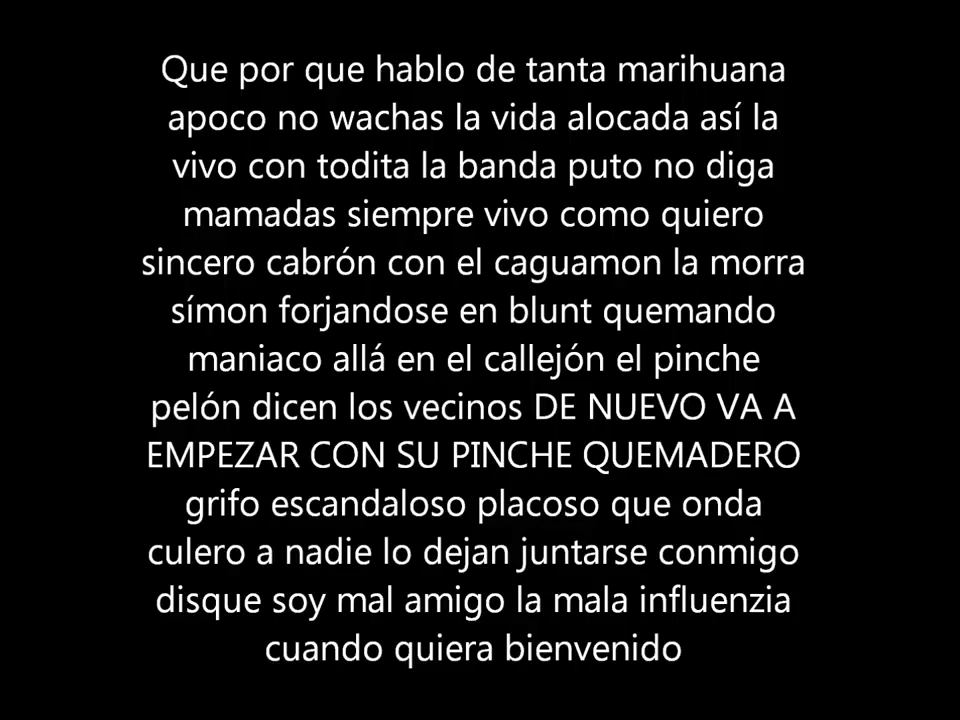 Que por que hablo de tanta marihuana
apoco no wachas la vida alocada así la
vivo con todita la banda puto no diga
mamadas siempre vivo como quiero
sincero cabrón con el caguamon la morra
símon forjandose en blunt quemando
maniaco allá en el callejón el pinche
pelón dicen los vecinos DE NUEVO VA A
EMPEZAR CON SU PINCHE QUEMADERO
grifo escandaloso placoso que onda
culero a nadie lo dejan juntarse conmigo
disque soy mal amigo la mala influenzia
cuando quiera bienvenido